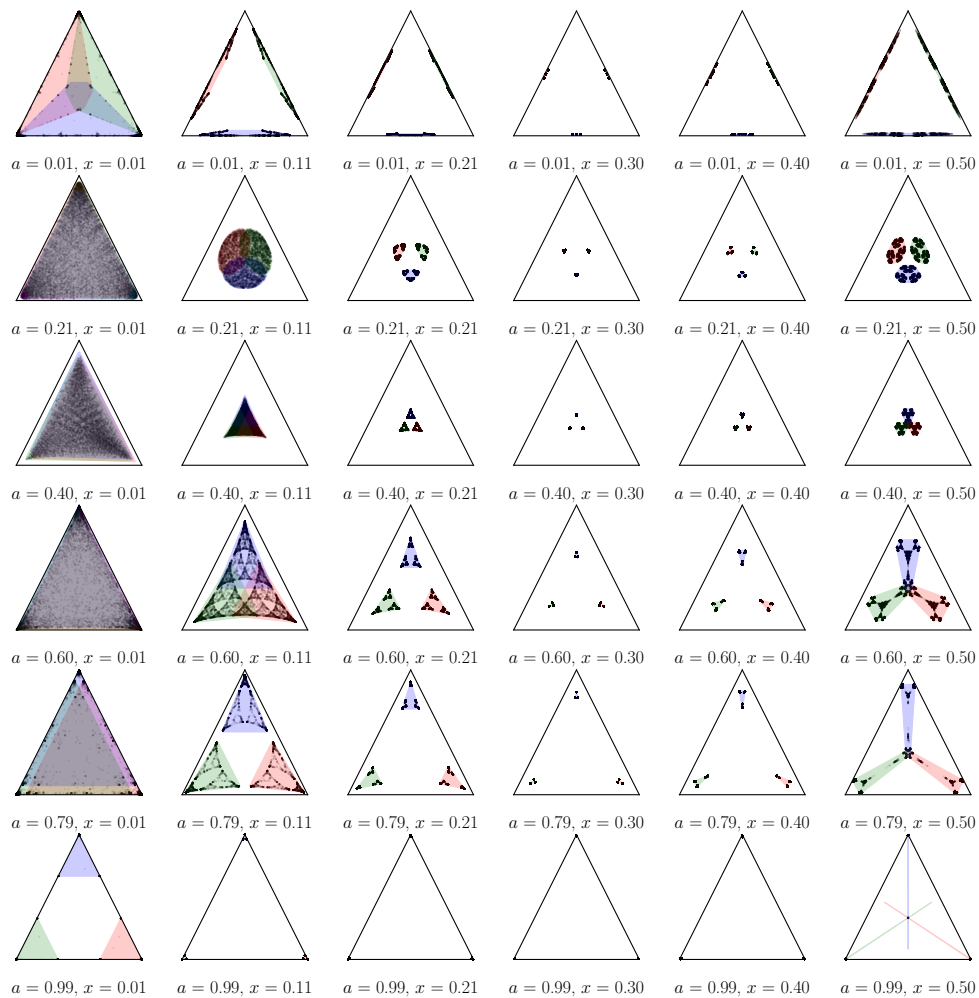 a = 0.01, x = 0.01 a = 0.01, x = 0.11 a = 0.01, x = 0.21 a = 0.01, x = 0.30 a = 0.01, x = 0.40 a = 0.01, x = 0.50
a = 0.21, x = 0.01 a = 0.21, x = 0.11 a = 0.21, x = 0.21 a = 0.21, x = 0.30 a = 0.21, x = 0.40 a = 0.21, x = 0.50
a = 0.40, x = 0.01 a = 0.40, x = 0.11 a = 0.40, x = 0.21 a = 0.40, x = 0.30 a = 0.40, x = 0.40 a = 0.40, x = 0.50
a = 0.60, x = 0.01 a = 0.60, x = 0.11 a = 0.60, x = 0.21 a = 0.60, x = 0.30 a = 0.60, x = 0.40 a = 0.60, x = 0.50
a = 0.79, x = 0.01 a = 0.79, x = 0.11 a = 0.79, x = 0.21 a = 0.79, x = 0.30 a = 0.79, x = 0.40 a = 0.79, x = 0.50
a = 0.99, x = 0.01 a = 0.99, x = 0.11 a = 0.99, x = 0.21 a = 0.99, x = 0.30 a = 0.99, x = 0.40 a = 0.99, x = 0.50